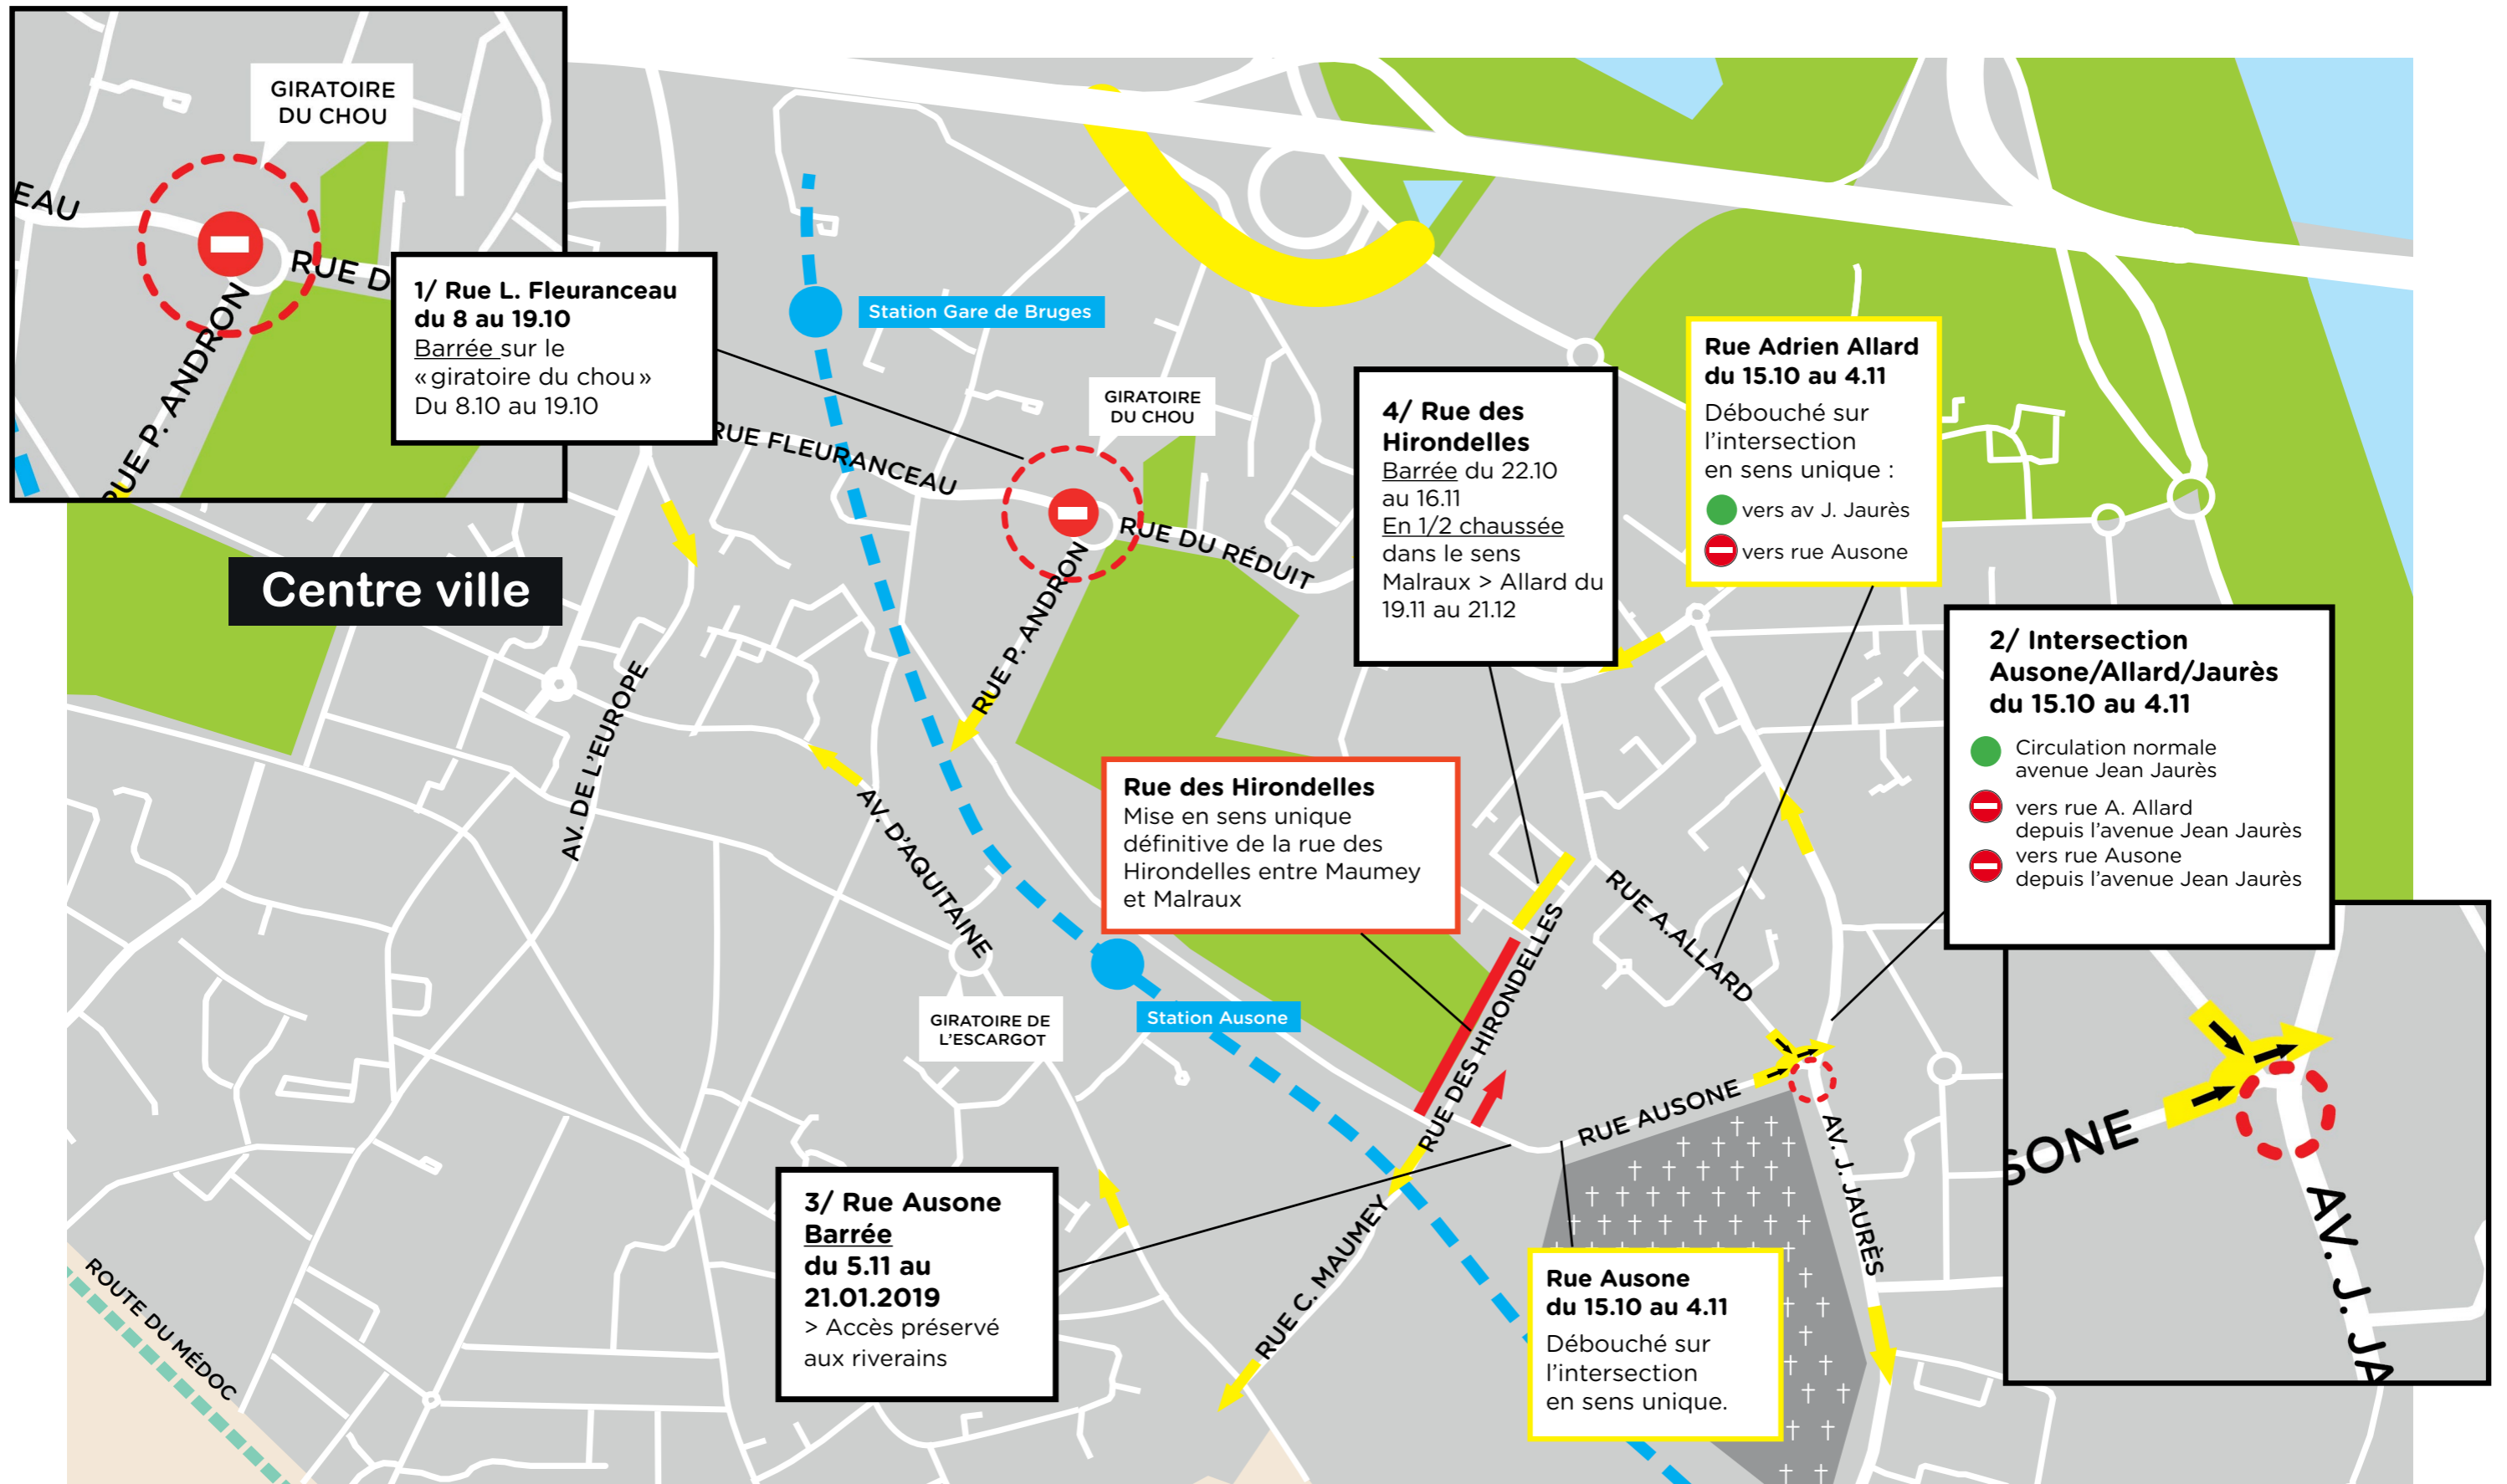 GIRATOIRE
DU CHOU
EAU
RUE D
RUE P. ANDRON
1/ Rue L. Fleuranceau
du 8 au 19.10
Barrée sur le
«giratoire du chou»
Du 8.10 au 19.10
Station Gare de Bruges
GIRATOIRE
DU CHOU
RUE FLEURANCEAU
RUE DU RÉDUIT
RUE P. ANDRON
Centre ville
4/ Rue des
Hirondelles
Barrée du 22.10
au 16.11
En 1/2 chaussée
dans le sens
Malraux > Allard du
19.11 au 21.12
Rue Adrien Allard
du 15.10 au 4.11
Débouché sur
l'intersection
en sens unique :
vers av J. Jaurès
vers rue Ausone
2/ Intersection
Ausone/Allard/Jaurès
du 15.10 au 4.11
Circulation normale
avenue Jean Jaurès
vers rue A. Allard
depuis l'avenue Jean Jaurès
vers rue Ausone
depuis l'avenue Jean Jaurès
AV. DE L'EUROPE
AV. D'AQUITAINE
Rue des Hirondelles
Mise en sens unique
définitive de la rue des
Hirondelles entre Maumey
et Malraux
RUE A.ALLARD
RUE DES HIRONDELLES
GIRATOIRE DE
L'ESCARGOT
Station Ausone
RUE AUSONE
AV. J. JAURÈS
SONE
AV. J. JA
3/ Rue Ausone
Barrée
du 5.11 au
21.01.2019
> Accès préservé
aux riverains
RUE C. MAUMEY
Rue Ausone
du 15.10 au 4.11
Débouché sur
l'intersection
en sens unique.
ROUTE DU MÉDOC